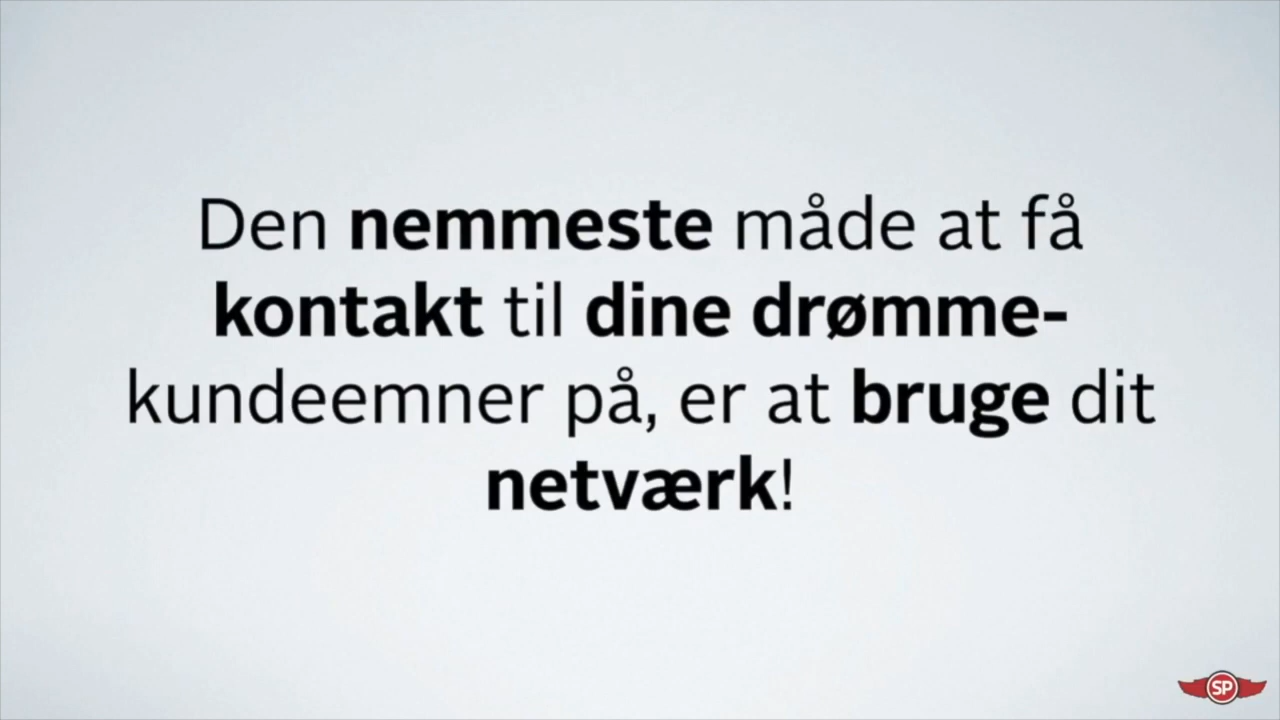 Den nemmeste måde at få
kontakt til dine drømme-
kundeemner på, er at bruge dit
netværk!
SP